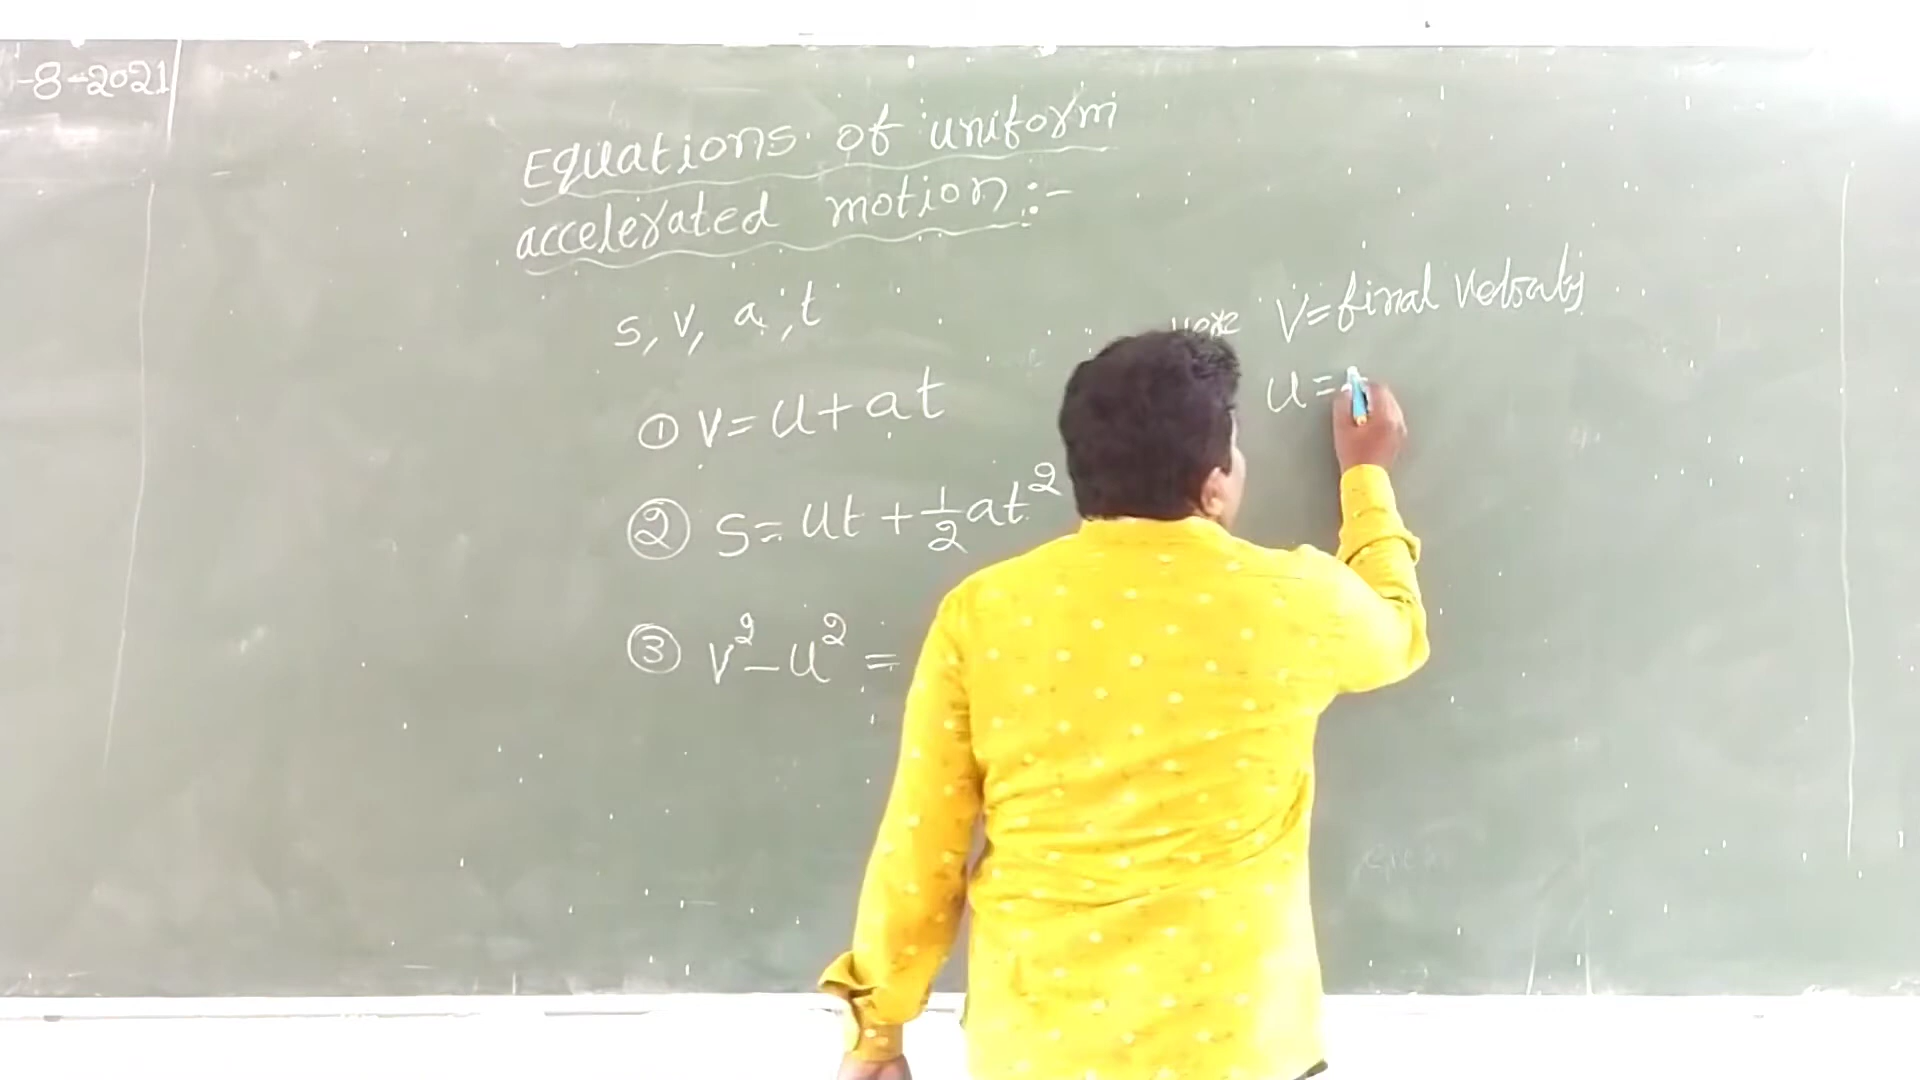 -8-2021
Equations of uniform
accelerated motion:-
s, v, a, t
① v = u + at
② s = ut + ½at²
③ v² - u² =
V = final velocity
u =